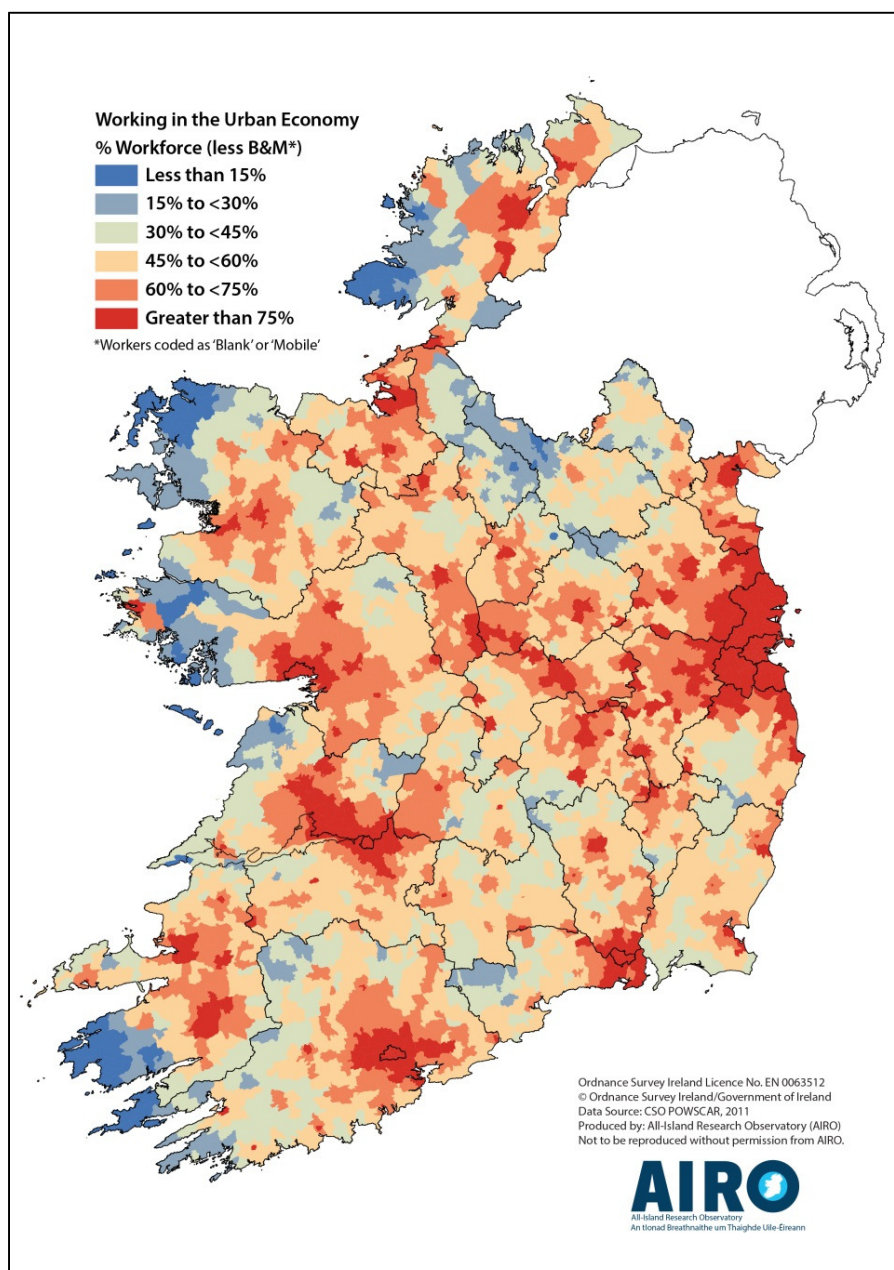 Working in the Urban Economy
% Workforce (less B&M*)
Less than 15%
15% to <30%
30% to <45%
45% to <60%
60% to <75%
Greater than 75%
*Workers coded as 'Blank' or 'Mobile'
Ordnance Survey Ireland Licence No. EN 0063512
© Ordnance Survey Ireland/Government of Ireland
Data Source: CSO POWSCAR, 2011
Produced by: All-Island Research Observatory (AIRO)
Not to be reproduced without permission from AIRO.
AIRO
All-Island Research Observatory
An tIonad Breathnaithe um Thaighde Uile-Éireann